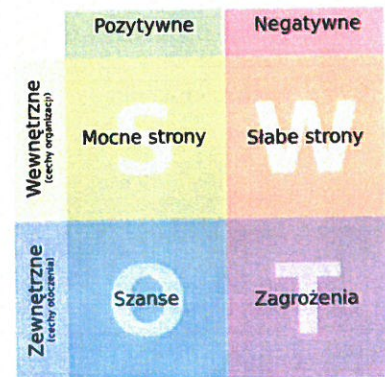 Pozytywne
Negatywne
Wewnętrzne
(cechy organizacji)
S
Mocne strony
W
Słabe strony
Zewnętrzne
(cechy otoczenia)
O
Szanse
T
Zagrożenia